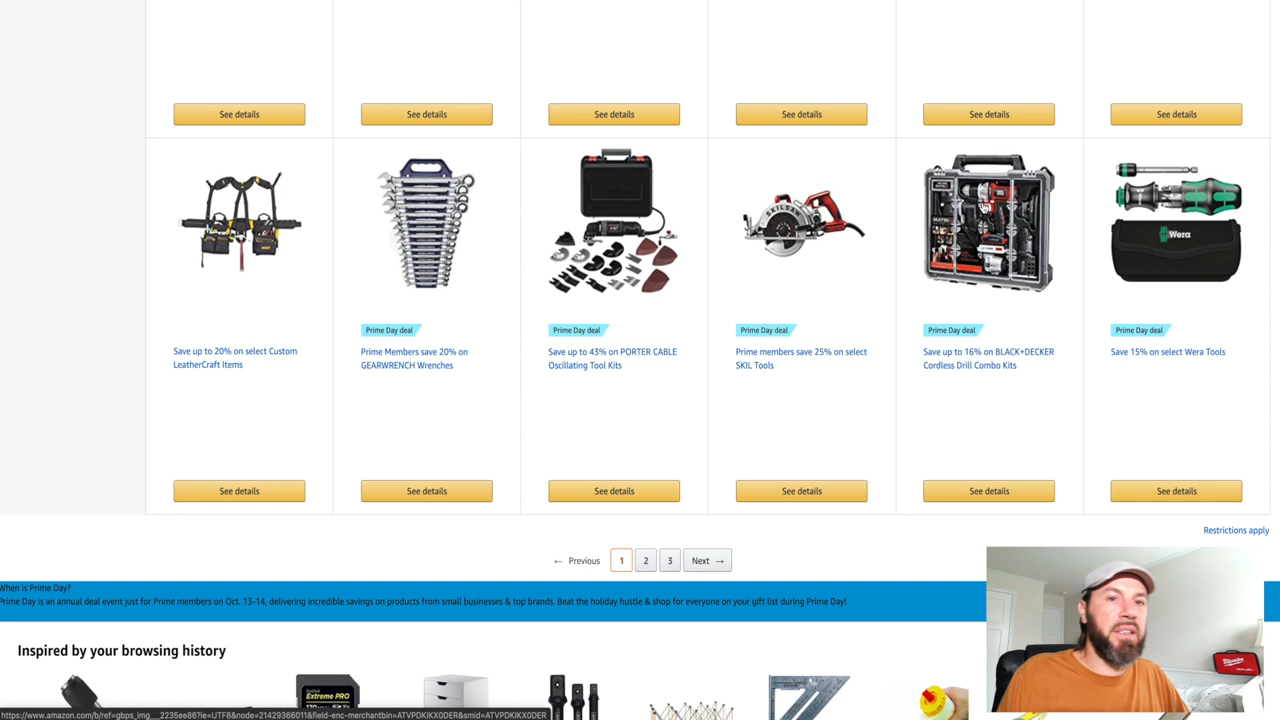 See details
See details
See details
See details
See details
See details
SKILSAW
Wera
Prime Day deal
Prime Day deal
Prime Day deal
Prime Day deal
Prime Day deal
Save up to 20% on select Custom
LeatherCraft Items
Prime Members save 20% on
GEARWRENCH Wrenches
Save up to 43% on PORTER CABLE
Oscillating Tool Kits
Prime members save 25% on select
SKIL Tools
Save up to 16% on BLACK+DECKER
Cordless Drill Combo Kits
Save 15% on select Wera Tools
See details
See details
See details
See details
See details
See details
Restrictions apply
← Previous 1 2 3 Next →
When is Prime Day?
Prime Day is an annual deal event just for Prime members on Oct. 13-14, delivering incredible savings on products from small businesses & top brands. Beat the holiday hustle & shop for everyone on your gift list during Prime Day!
Inspired by your browsing history
Milwaukee
Extreme PRO
https://www.amazon.com/b/ref=gbps_img__2235ee86?ie=UTF8&node=21429366011&field-enc-merchantbin=ATVPDKIKX0DER&smid=ATVPDKIKX0DER